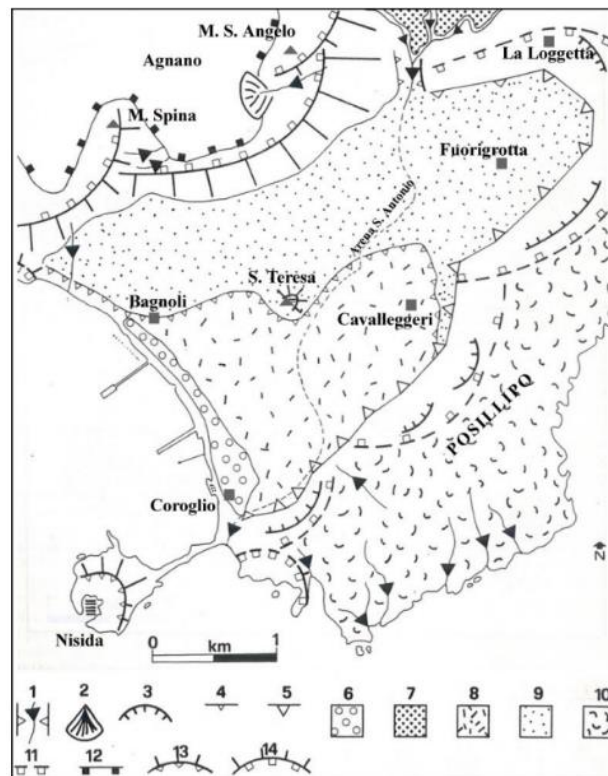 M. S. Angelo
La Loggetta
Agnano
M. Spina
Fuorigrotta
Arena S. Antonio
S. Teresa
Bagnoli
Cavalleggeri
POSILLIPO
Coroglio
N
Nisida
0 km 1
1 2 3 4 5 6 7 8 9 10
11 12 13 14